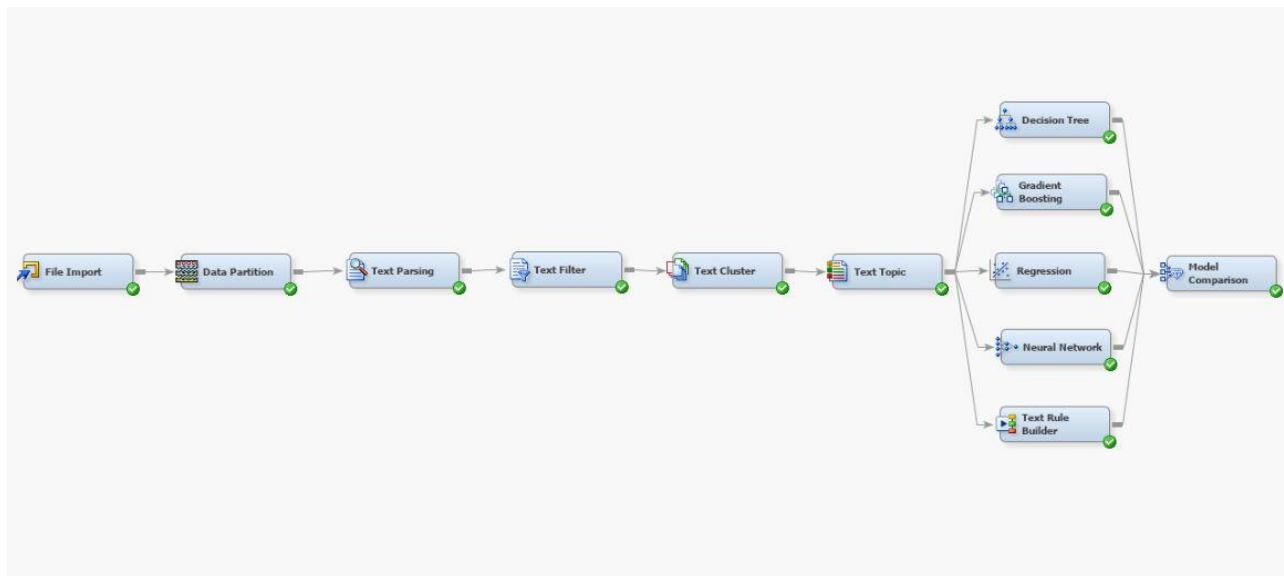 File Import
Data Partition
Text Parsing
Text Filter
Text Cluster
Text Topic
Decision Tree
Gradient
Boosting
Regression
Neural Network
Text Rule
Builder
Model
Comparison